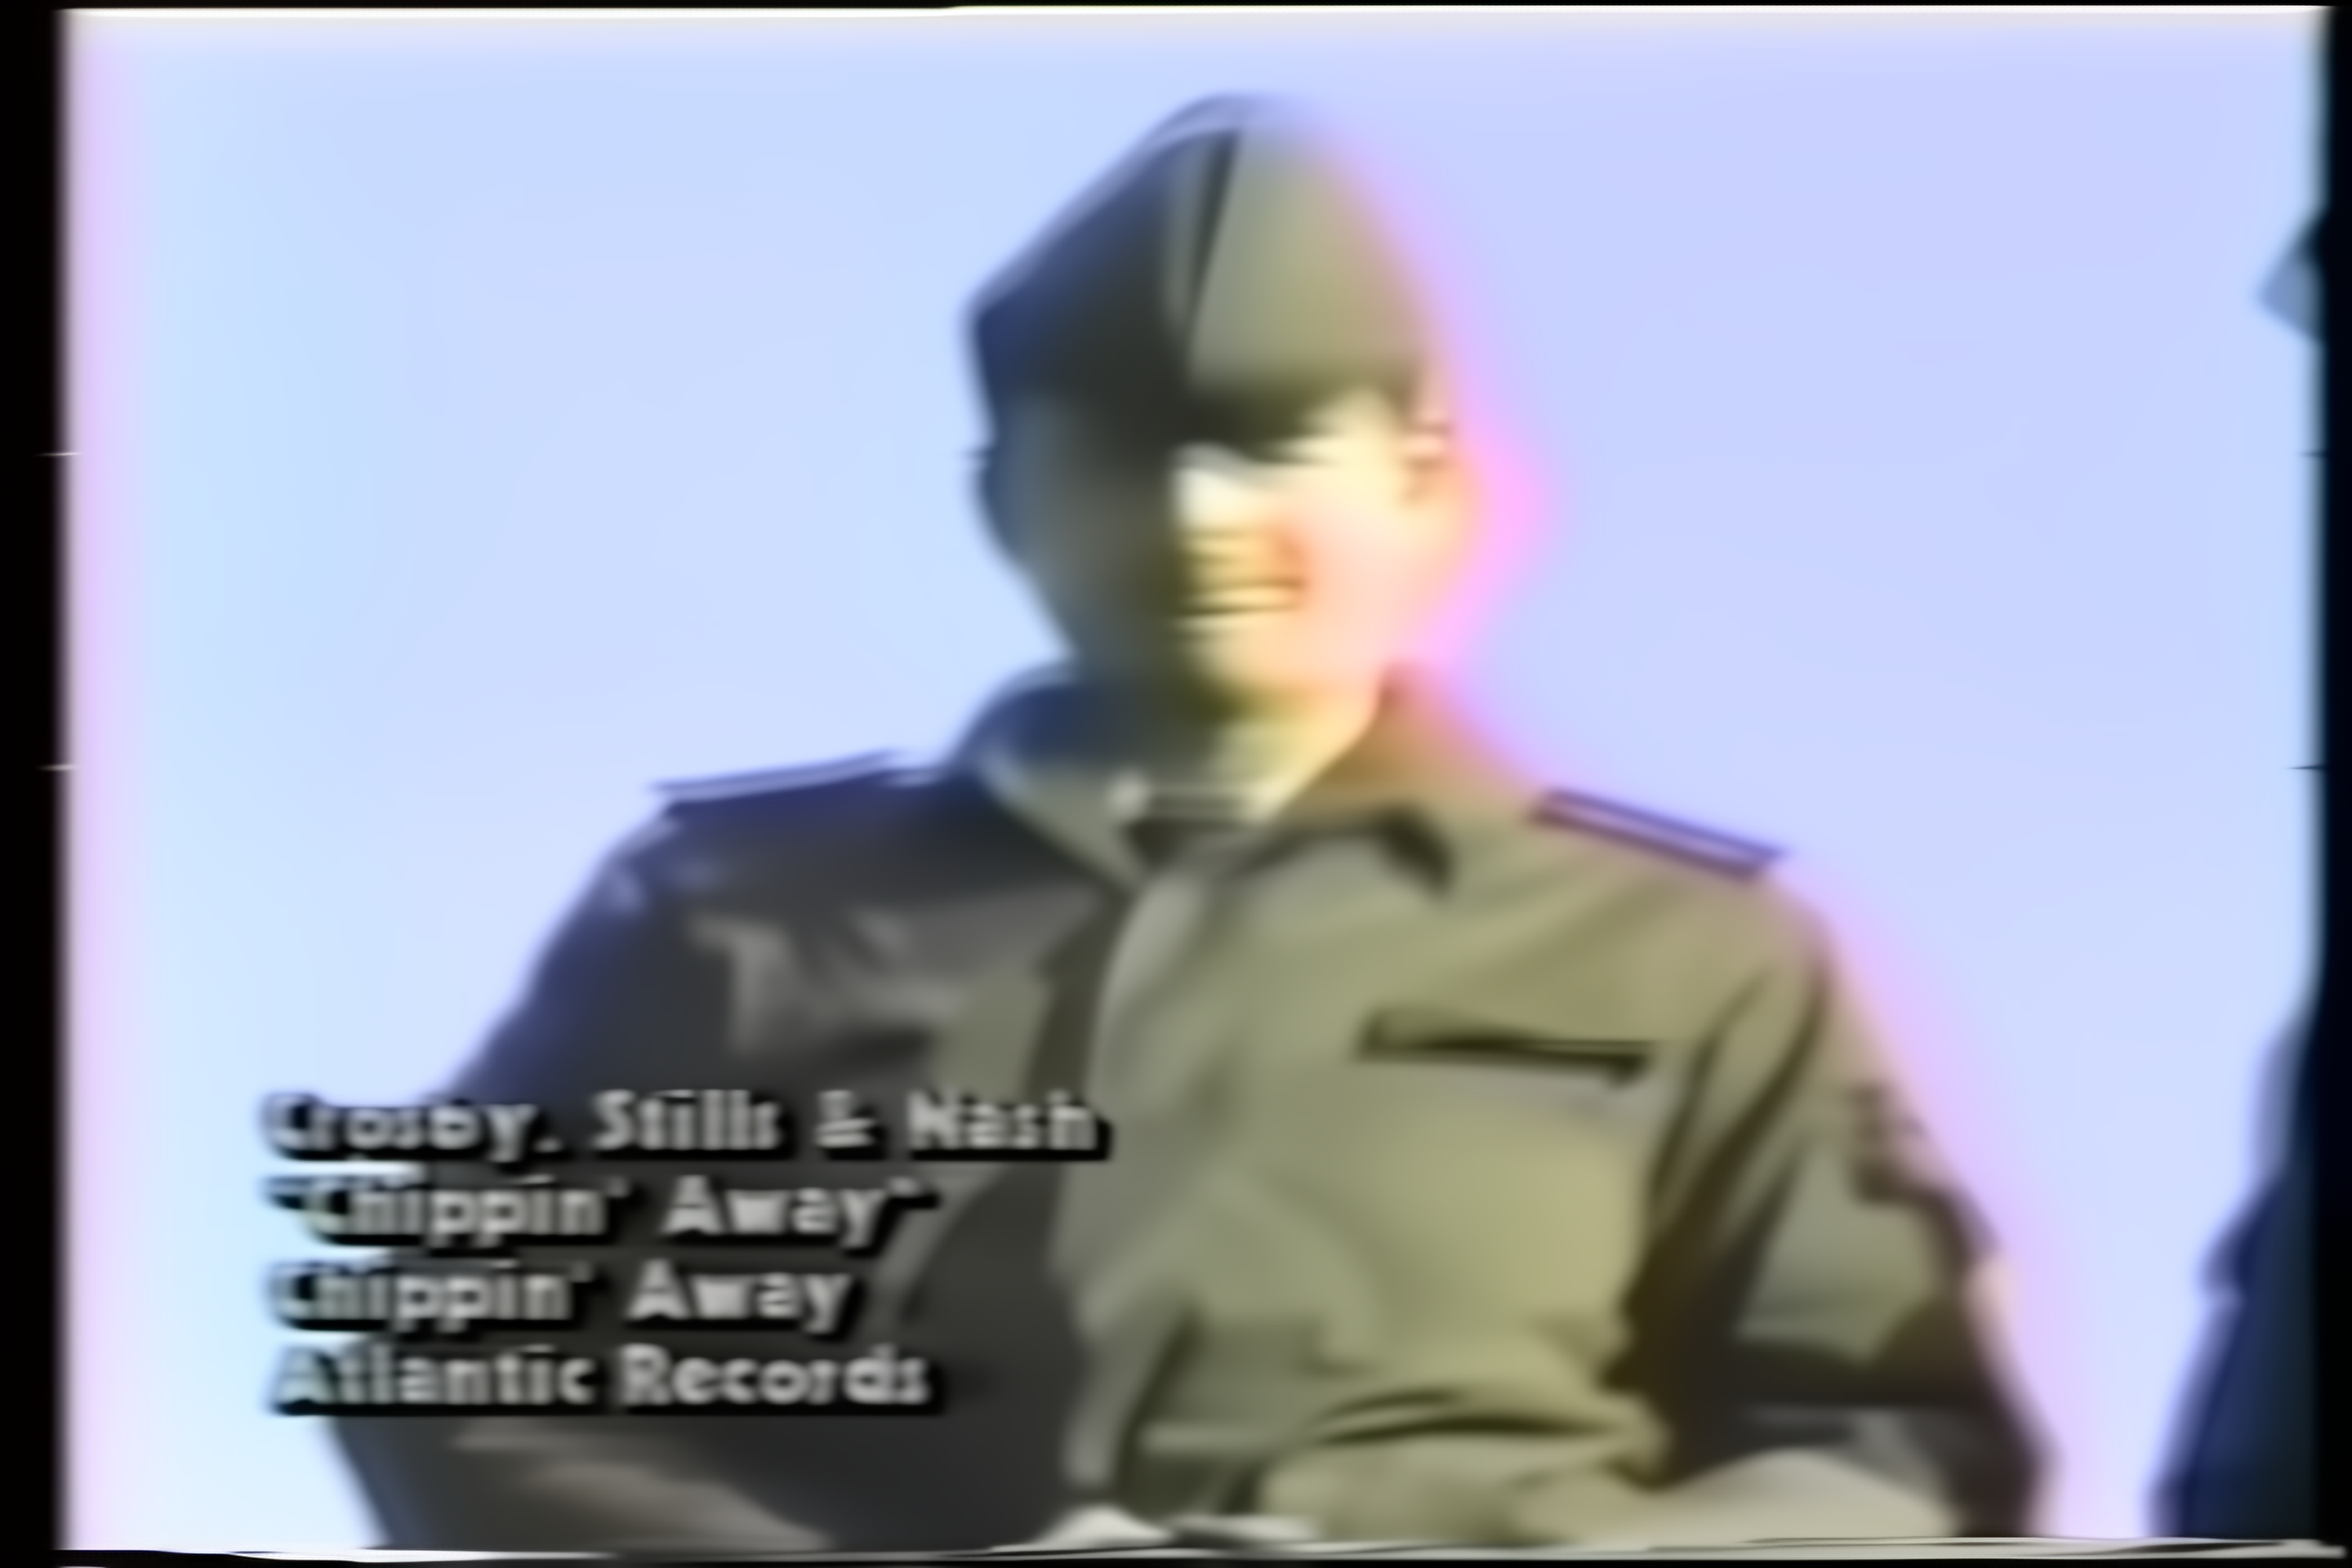 Crosby, Stills & Nash
"Chippin' Away"
Chippin' Away
Atlantic Records